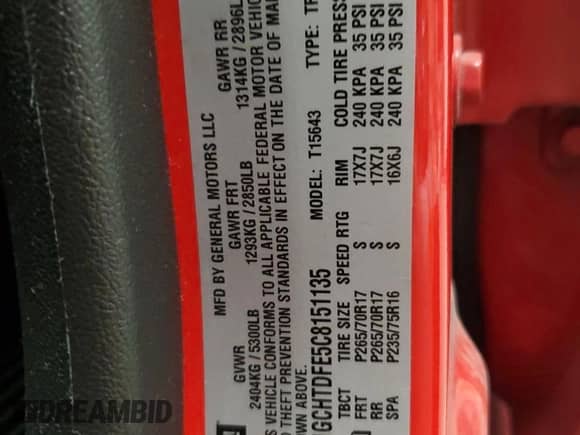 MFD BY GENERAL MOTORS LLC
GVWR GAWR FRT GAWR RR
2404KG/5300LB 1293KG/2850LB 1314KG/2896L
S VEHICLE CONFORMS TO ALL APPLICABLE FEDERAL MOTOR VEHIC
D THEFT PREVENTION STANDARDS IN EFFECT ON THE DATE OF MA
OWN ABOVE.
GCHTDFE5C8151135 MODEL: T15643 TYPE: TR
TBCT TIRE SIZE SPEED RTG RIM COLD TIRE PRES
FRT P265/70R17 S 17X7J 240 KPA 35 PSI
RR P265/70R17 S 17X7J 240 KPA 35 PSI
SPA P235/75R16 S 16X6J 240 KPA 35 PSI
DREAMBID